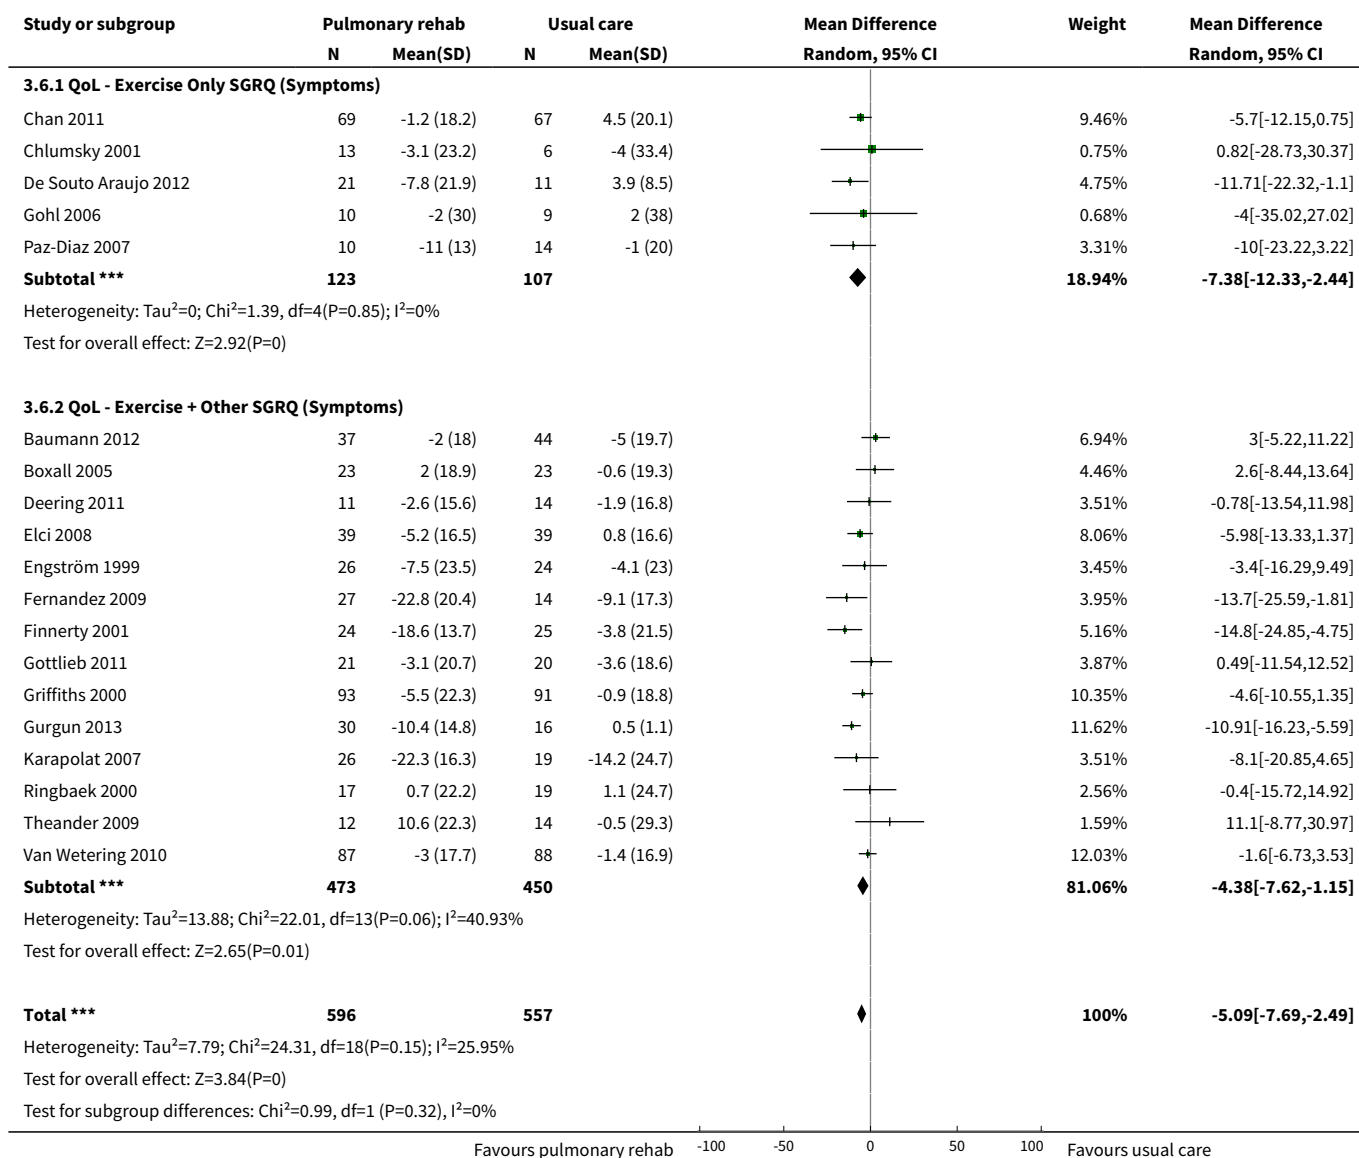 Study or subgroup Pulmonary rehab Usual care Mean Difference Weight Mean Difference
N Mean(SD) N Mean(SD) Random, 95% CI Random, 95% CI
3.6.1 QoL - Exercise Only SGRQ (Symptoms)
Chan 2011 69 -1.2 (18.2) 67 4.5 (20.1) 9.46% -5.7[-12.15,0.75]
Chlumsky 2001 13 -3.1 (23.2) 6 -4 (33.4) 0.75% 0.82[-28.73,30.37]
De Souto Araujo 2012 21 -7.8 (21.9) 11 3.9 (8.5) 4.75% -11.71[-22.32,-1.1]
Gohl 2006 10 -2 (30) 9 2 (38) 0.68% -4[-35.02,27.02]
Paz-Diaz 2007 10 -11 (13) 14 -1 (20) 3.31% -10[-23.22,3.22]
Subtotal *** 123 107 18.94% -7.38[-12.33,-2.44]
Heterogeneity: Tau²=0; Chi²=1.39, df=4(P=0.85); I²=0%
Test for overall effect: Z=2.92(P=0)
3.6.2 QoL - Exercise + Other SGRQ (Symptoms)
Baumann 2012 37 -2 (18) 44 -5 (19.7) 6.94% 3[-5.22,11.22]
Boxall 2005 23 2 (18.9) 23 -0.6 (19.3) 4.46% 2.6[-8.44,13.64]
Deering 2011 11 -2.6 (15.6) 14 -1.9 (16.8) 3.51% -0.78[-13.54,11.98]
Elci 2008 39 -5.2 (16.5) 39 0.8 (16.6) 8.06% -5.98[-13.33,1.37]
Engström 1999 26 -7.5 (23.5) 24 -4.1 (23) 3.45% -3.4[-16.29,9.49]
Fernandez 2009 27 -22.8 (20.4) 14 -9.1 (17.3) 3.95% -13.7[-25.59,-1.81]
Finnerty 2001 24 -18.6 (13.7) 25 -3.8 (21.5) 5.16% -14.8[-24.85,-4.75]
Gottlieb 2011 21 -3.1 (20.7) 20 -3.6 (18.6) 3.87% 0.49[-11.54,12.52]
Griffiths 2000 93 -5.5 (22.3) 91 -0.9 (18.8) 10.35% -4.6[-10.55,1.35]
Gurgun 2013 30 -10.4 (14.8) 16 0.5 (1.1) 11.62% -10.91[-16.23,-5.59]
Karapolat 2007 26 -22.3 (16.3) 19 -14.2 (24.7) 3.51% -8.1[-20.85,4.65]
Ringbaek 2000 17 0.7 (22.2) 19 1.1 (24.7) 2.56% -0.4[-15.72,14.92]
Theander 2009 12 10.6 (22.3) 14 -0.5 (29.3) 1.59% 11.1[-8.77,30.97]
Van Wetering 2010 87 -3 (17.7) 88 -1.4 (16.9) 12.03% -1.6[-6.73,3.53]
Subtotal *** 473 450 81.06% -4.38[-7.62,-1.15]
Heterogeneity: Tau²=13.88; Chi²=22.01, df=13(P=0.06); I²=40.93%
Test for overall effect: Z=2.65(P=0.01)
Total *** 596 557 100% -5.09[-7.69,-2.49]
Heterogeneity: Tau²=7.79; Chi²=24.31, df=18(P=0.15); I²=25.95%
Test for overall effect: Z=3.84(P=0)
Test for subgroup differences: Chi²=0.99, df=1 (P=0.32), I²=0%
Favours pulmonary rehab -100 -50 0 50 100 Favours usual care